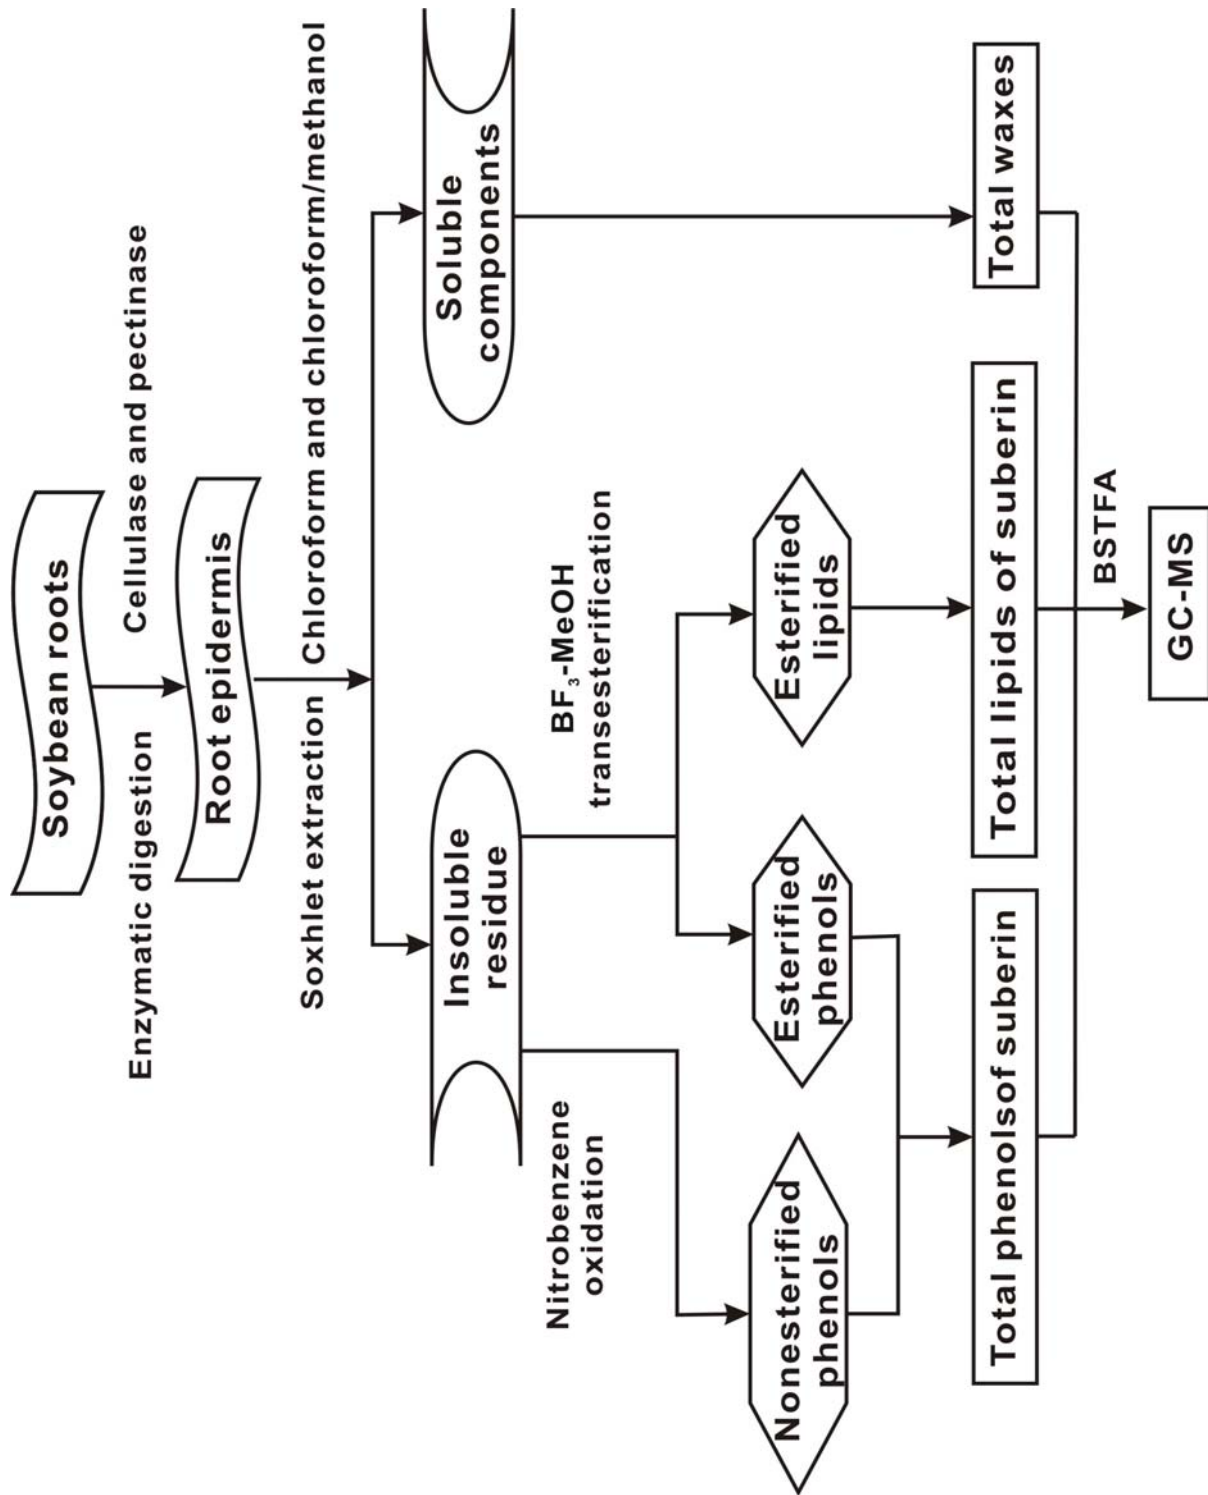 Soybean roots
Enzymatic digestion
Cellulase and pectinase
Root epidermis
Soxhlet extraction
Chloroform and chloroform/methanol
Insoluble
residue
Soluble
components
Nitrobenzene
oxidation
BF₃-MeOH
transesterification
Nonesterified
phenols
Esterified
phenols
Esterified
lipids
Total phenolsof suberin
Total lipids of suberin
Total waxes
BSTFA
GC-MS